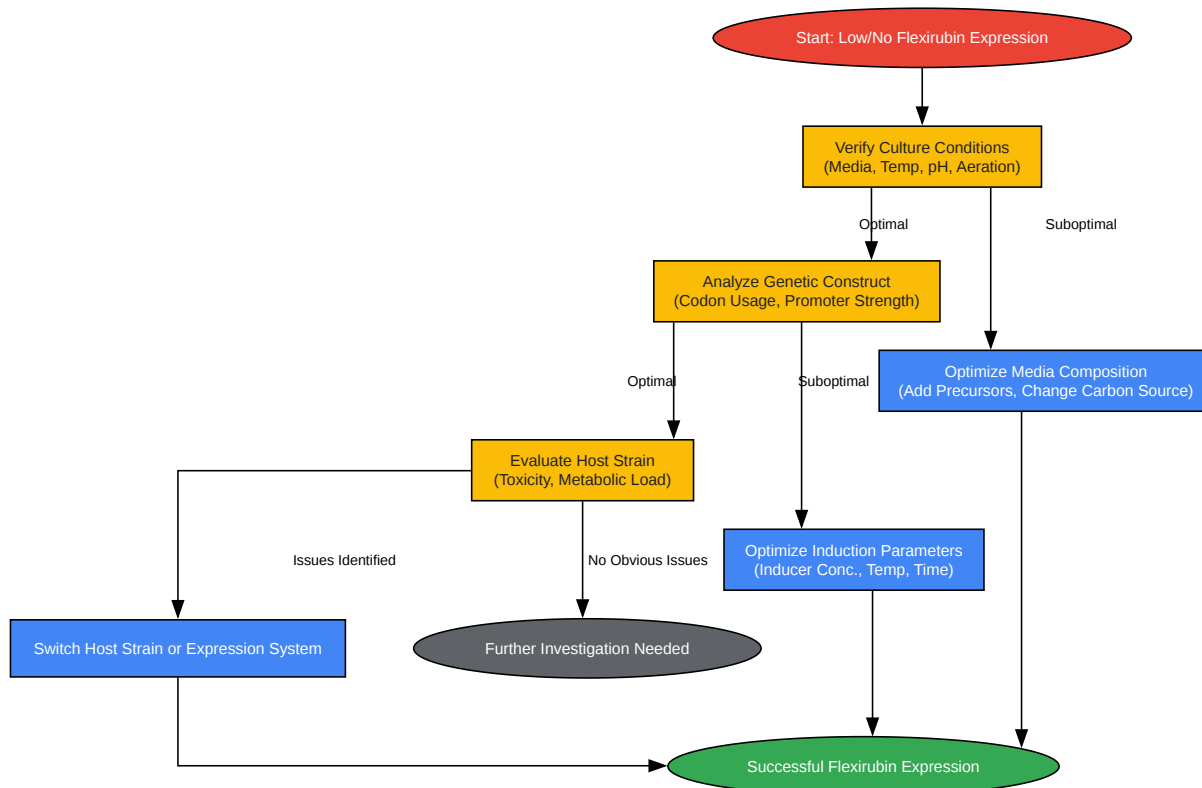 Start: Low/No Flexirubin Expression
Verify Culture Conditions
(Media, Temp, pH, Aeration)
Optimal
Suboptimal
Analyze Genetic Construct
(Codon Usage, Promoter Strength)
Optimize Media Composition
(Add Precursors, Change Carbon Source)
Optimal
Suboptimal
Evaluate Host Strain
(Toxicity, Metabolic Load)
Optimize Induction Parameters
(Inducer Conc., Temp, Time)
Issues Identified
No Obvious Issues
Switch Host Strain or Expression System
Further Investigation Needed
Successful Flexirubin Expression